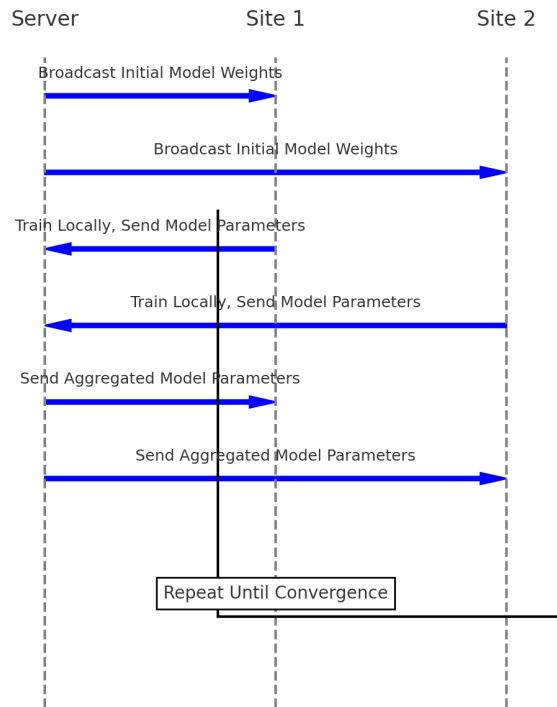 Server
Site 1
Site 2
Broadcast Initial Model Weights
Broadcast Initial Model Weights
Train Locally, Send Model Parameters
Train Locally, Send Model Parameters
Send Aggregated Model Parameters
Send Aggregated Model Parameters
Repeat Until Convergence